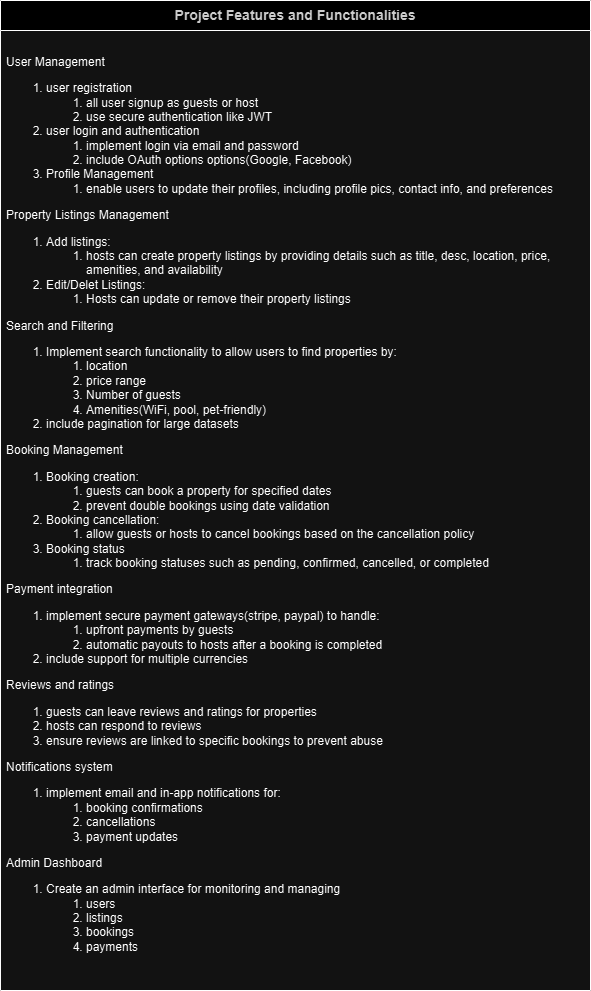 Project Features and Functionalities
User Management
1. user registration
1. all user signup as guests or host
2. use secure authentication like JWT
2. user login and authentication
1. implement login via email and password
2. include OAuth options options(Google, Facebook)
3. Profile Management
1. enable users to update their profiles, including profile pics, contact info, and preferences
Property Listings Management
1. Add listings:
1. hosts can create property listings by providing details such as title, desc, location, price,
amenities, and availability
2. Edit/Delet Listings:
1. Hosts can update or remove their property listings
Search and Filtering
1. Implement search functionality to allow users to find properties by:
1. location
2. price range
3. Number of guests
4. Amenities(WiFi, pool, pet-friendly)
2. include pagination for large datasets
Booking Management
1. Booking creation:
1. guests can book a property for specified dates
2. prevent double bookings using date validation
2. Booking cancellation:
1. allow guests or hosts to cancel bookings based on the cancellation policy
3. Booking status
1. track booking statuses such as pending, confirmed, cancelled, or completed
Payment integration
1. implement secure payment gateways(stripe, paypal) to handle:
1. upfront payments by guests
2. automatic payouts to hosts after a booking is completed
2. include support for multiple currencies
Reviews and ratings
1. guests can leave reviews and ratings for properties
2. hosts can respond to reviews
3. ensure reviews are linked to specific bookings to prevent abuse
Notifications system
1. implement email and in-app notifications for:
1. booking confirmations
2. cancellations
3. payment updates
Admin Dashboard
1. Create an admin interface for monitoring and managing
1. users
2. listings
3. bookings
4. payments